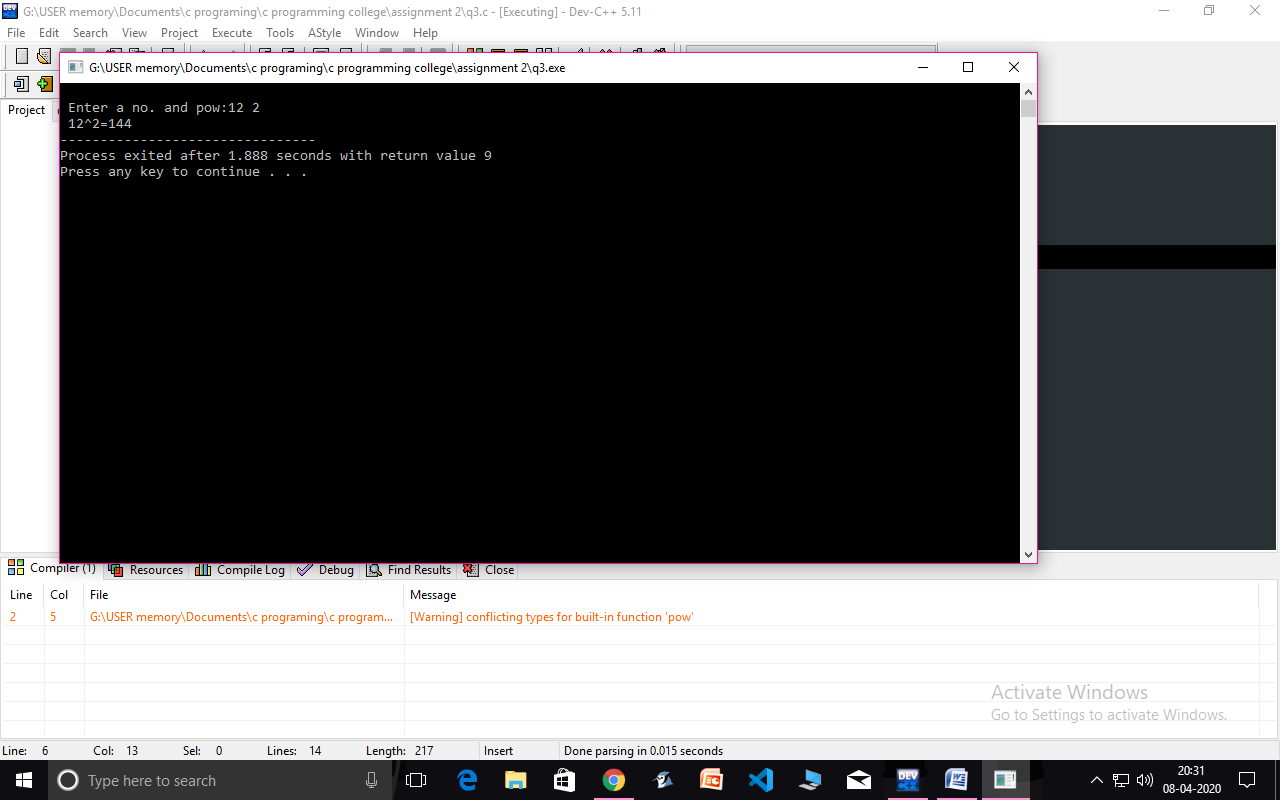 G:\USER memory\Documents\c programing\c programming college\assignment 2\q3.c - [Executing] - Dev-C++ 5.11
File Edit Search View Project Execute Tools AStyle Window Help
G:\USER memory\Documents\c programing\c programming college\assignment 2\q3.exe
Project
Enter a no. and pow:12 2
12^2=144
--------------------------------
Process exited after 1.888 seconds with return value 9
Press any key to continue . . .
Compiler (1) Resources Compile Log Debug Find Results Close
Line Col File Message
2 5 G:\USER memory\Documents\c programing\c program... [Warning] conflicting types for built-in function 'pow'
Activate Windows
Go to Settings to activate Windows.
Line: 6 Col: 13 Sel: 0 Lines: 14 Length: 217 Insert Done parsing in 0.015 seconds
Type here to search
20:31
08-04-2020